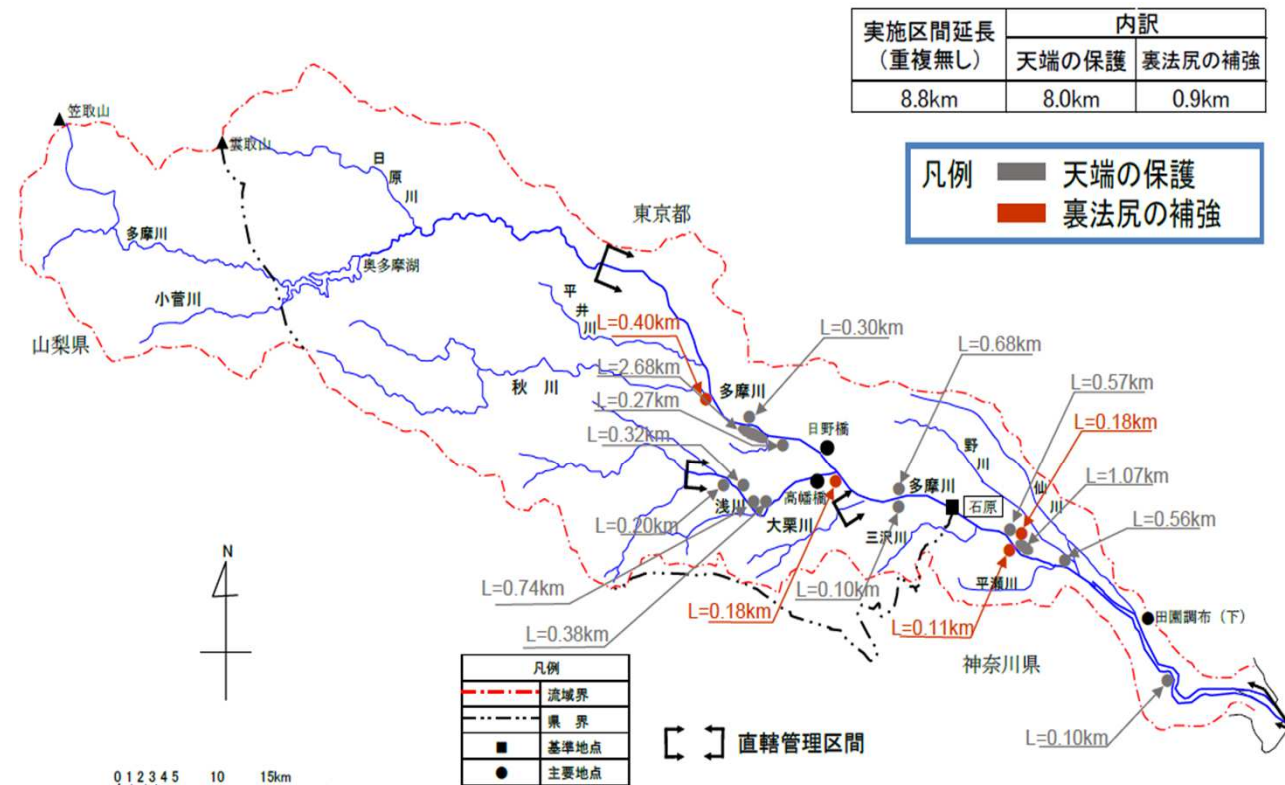 実施区間延長
(重複無し)
内訳
天端の保護
裏法尻の補強
8.8km
8.0km
0.9km
凡例
天端の保護
裏法尻の補強
笠取山
雲取山
日原川
東京都
多摩川
奥多摩湖
小菅川
平井川
山梨県
L=0.40km
L=0.30km
L=0.68km
L=2.68km
L=0.57km
秋 川
多摩川
L=0.27km
L=0.18km
日野橋
野川
L=0.32km
仙川
L=1.07km
多摩川
高幡橋
石原
浅川
L=0.20km
大栗川
三沢川
L=0.56km
N
平瀬川
L=0.74km
L=0.10km
L=0.18km
田園調布(下)
L=0.11km
L=0.38km
神奈川県
凡例
流域界
県 界
基準地点
主要地点
直轄管理区間
L=0.10km
0 1 2 3 4 5 10 15km